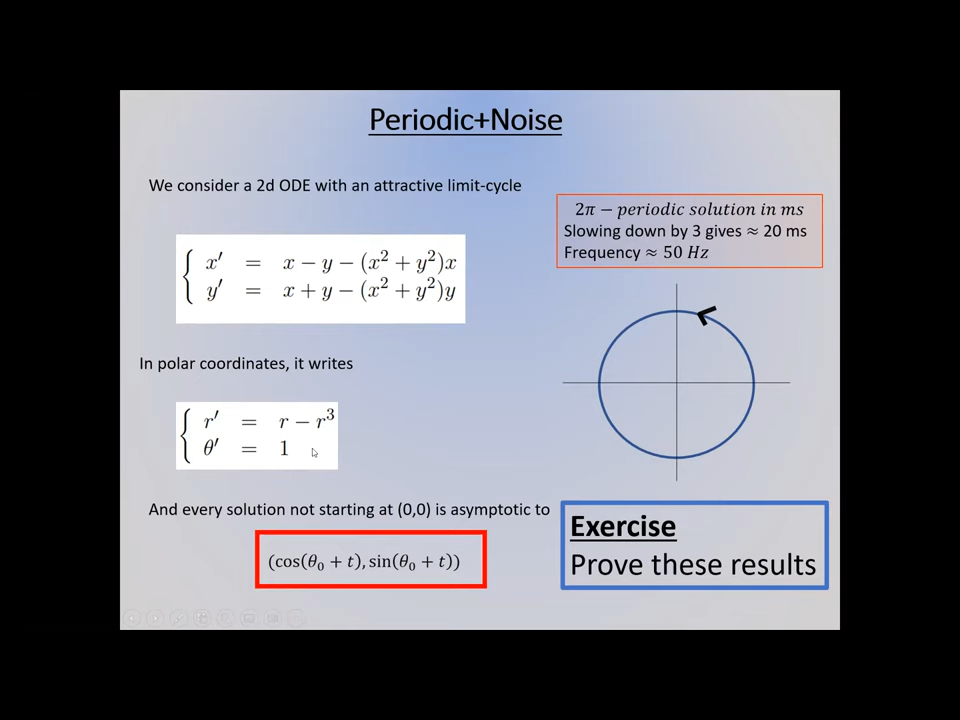 Periodic+Noise
We consider a 2d ODE with an attractive limit-cycle
2π − periodic solution in ms
Slowing down by 3 gives ≈ 20 ms
Frequency ≈ 50 Hz
x′ = x − y − (x² + y²)x
y′ = x + y − (x² + y²)y
In polar coordinates, it writes
r′ = r − r³
θ′ = 1
And every solution not starting at (0,0) is asymptotic to
(cos(θ₀ + t), sin(θ₀ + t))
Exercise
Prove these results